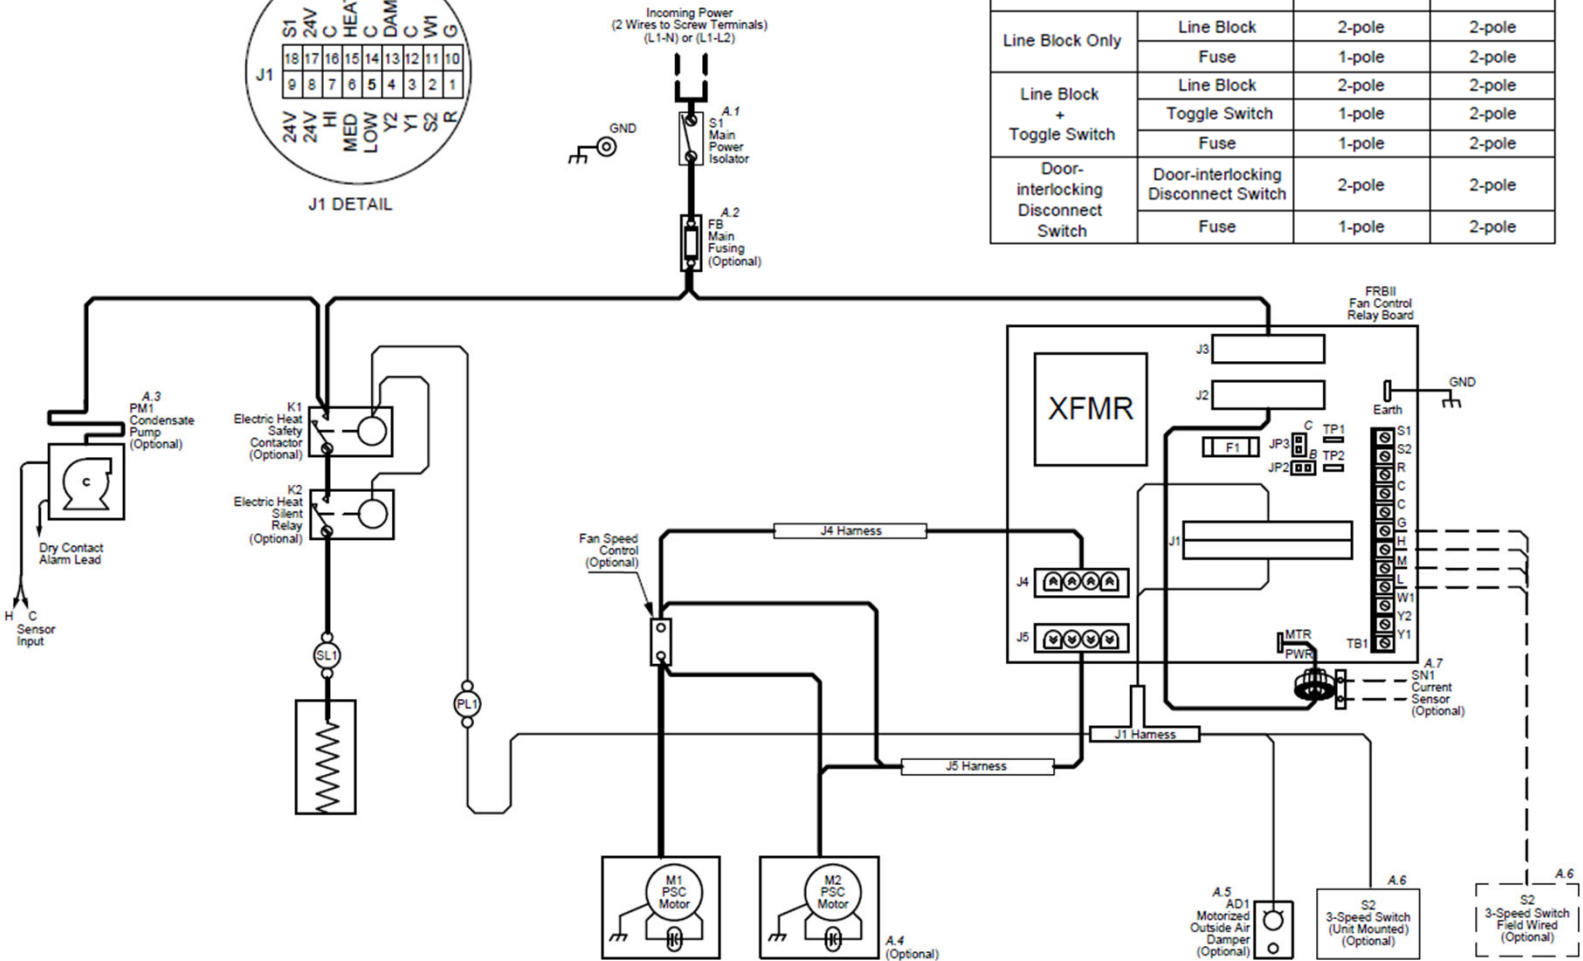 S1 24V C HEAT C DAM C W1 G
J1
18 17 16 15 14 13 12 11 10
9 8 7 6 5 4 3 2 1
24V 24V HI MED LOW Y2 Y1 S2 R
J1 DETAIL
Incoming Power
(2 Wires to Screw Terminals)
(L1-N) or (L1-L2)
GND
A.1
S1
Main
Power
Isolator
A.2
FB
Main
Fusing
(Optional)
Line Block Only
Line Block 2-pole 2-pole
Fuse 1-pole 2-pole
Line Block
+
Toggle Switch
Line Block 2-pole 2-pole
Toggle Switch 1-pole 2-pole
Fuse 1-pole 2-pole
Door-
interlocking
Disconnect
Switch
Door-interlocking
Disconnect Switch
2-pole 2-pole
Fuse 1-pole 2-pole
A.3
PM1
Condensate
Pump
(Optional)
C
Dry Contact
Alarm Lead
H C
Sensor
Input
K1
Electric Heat
Safety
Contactor
(Optional)
K2
Electric Heat
Silent
Relay
(Optional)
SL1
PL1
Fan Speed
Control
(Optional)
J4 Harness
J5 Harness
J1 Harness
FRBII
Fan Control
Relay Board
XFMR
J3
J2
GND
Earth
F1
JP3
C
TP1
JP2
B
TP2
J1
J4
J5
S1
S2
R
C
C
G
H
M
L
W1
Y2
Y1
TB1
MTR
PWR
A.7
SN1
Current
Sensor
(Optional)
M1
PSC
Motor
M2
PSC
Motor
A.4
(Optional)
A.5
AD1
Motorized
Outside Air
Damper
(Optional)
A.6
S2
3-Speed Switch
(Unit Mounted)
(Optional)
A.6
S2
3-Speed Switch
Field Wired
(Optional)